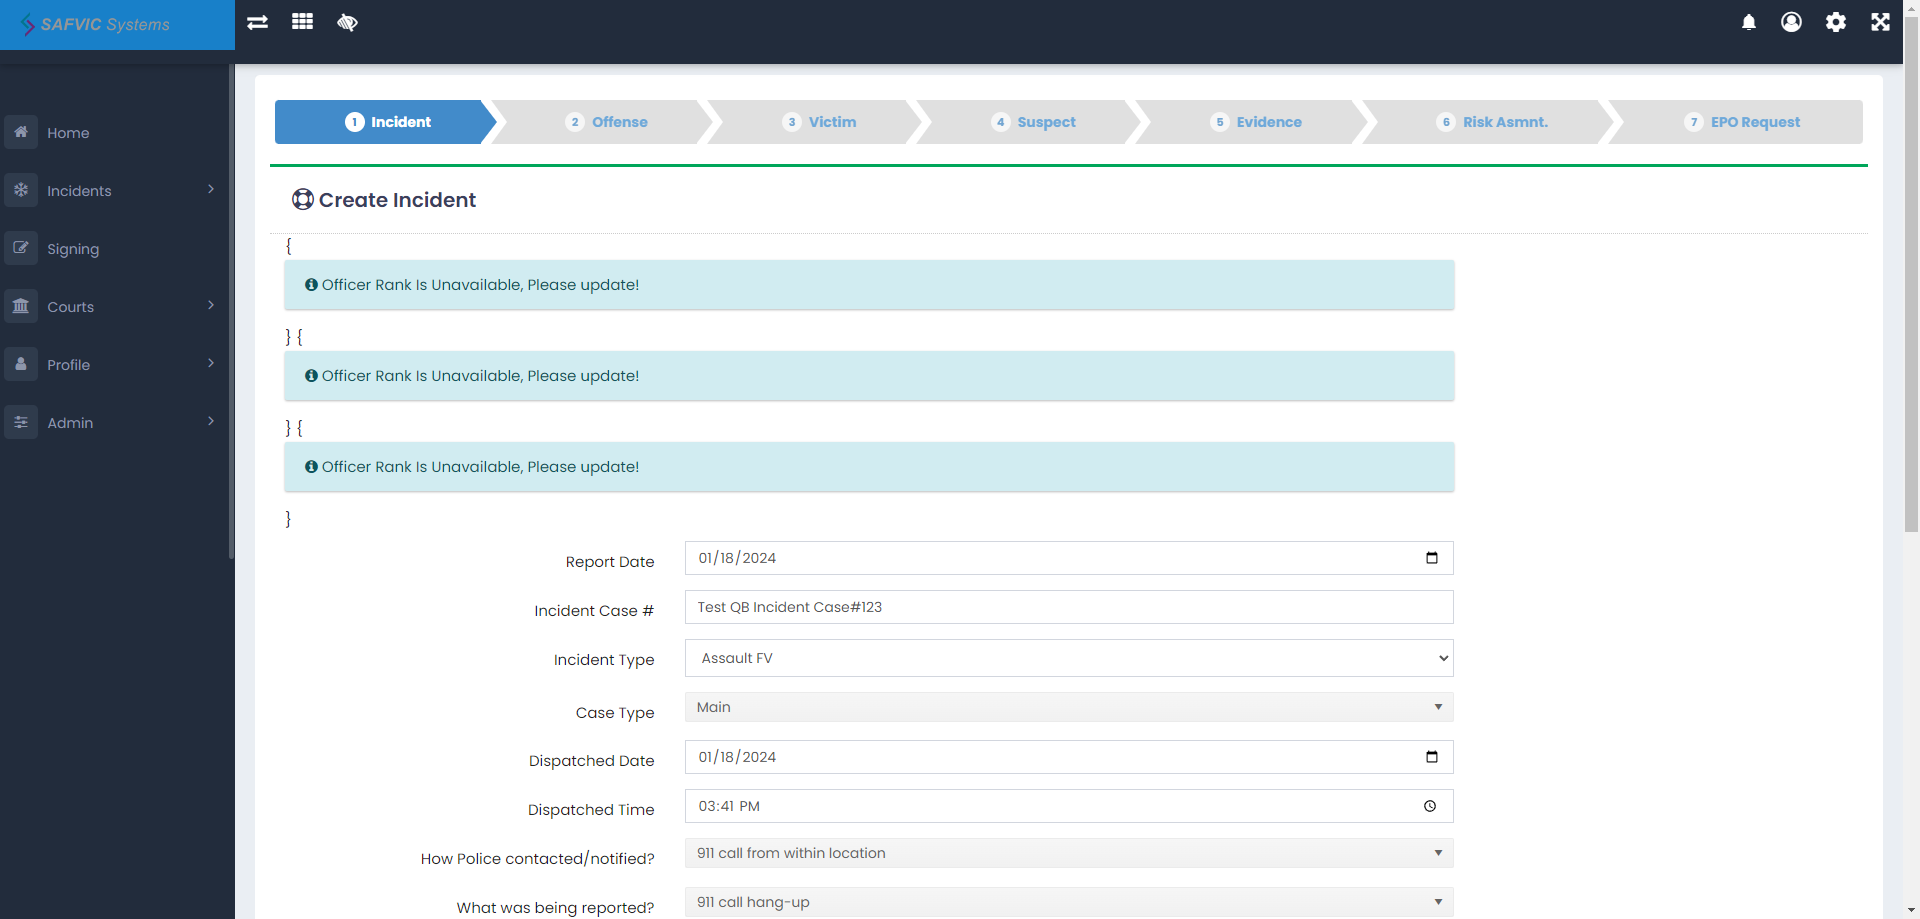 SAFVIC Systems
Home
Incidents
Signing
Courts
Profile
Admin
1 Incident
2 Offense
3 Victim
4 Suspect
5 Evidence
6 Risk Asmnt.
7 EPO Request
Create Incident
{
Officer Rank Is Unavailable, Please update!
} {
Officer Rank Is Unavailable, Please update!
} {
Officer Rank Is Unavailable, Please update!
}
Report Date 01/18/2024
Incident Case # Test QB Incident Case#123
Incident Type Assault FV
Case Type Main
Dispatched Date 01/18/2024
Dispatched Time 03:41 PM
How Police contacted/notified? 911 call from within location
What was being reported? 911 call hang-up